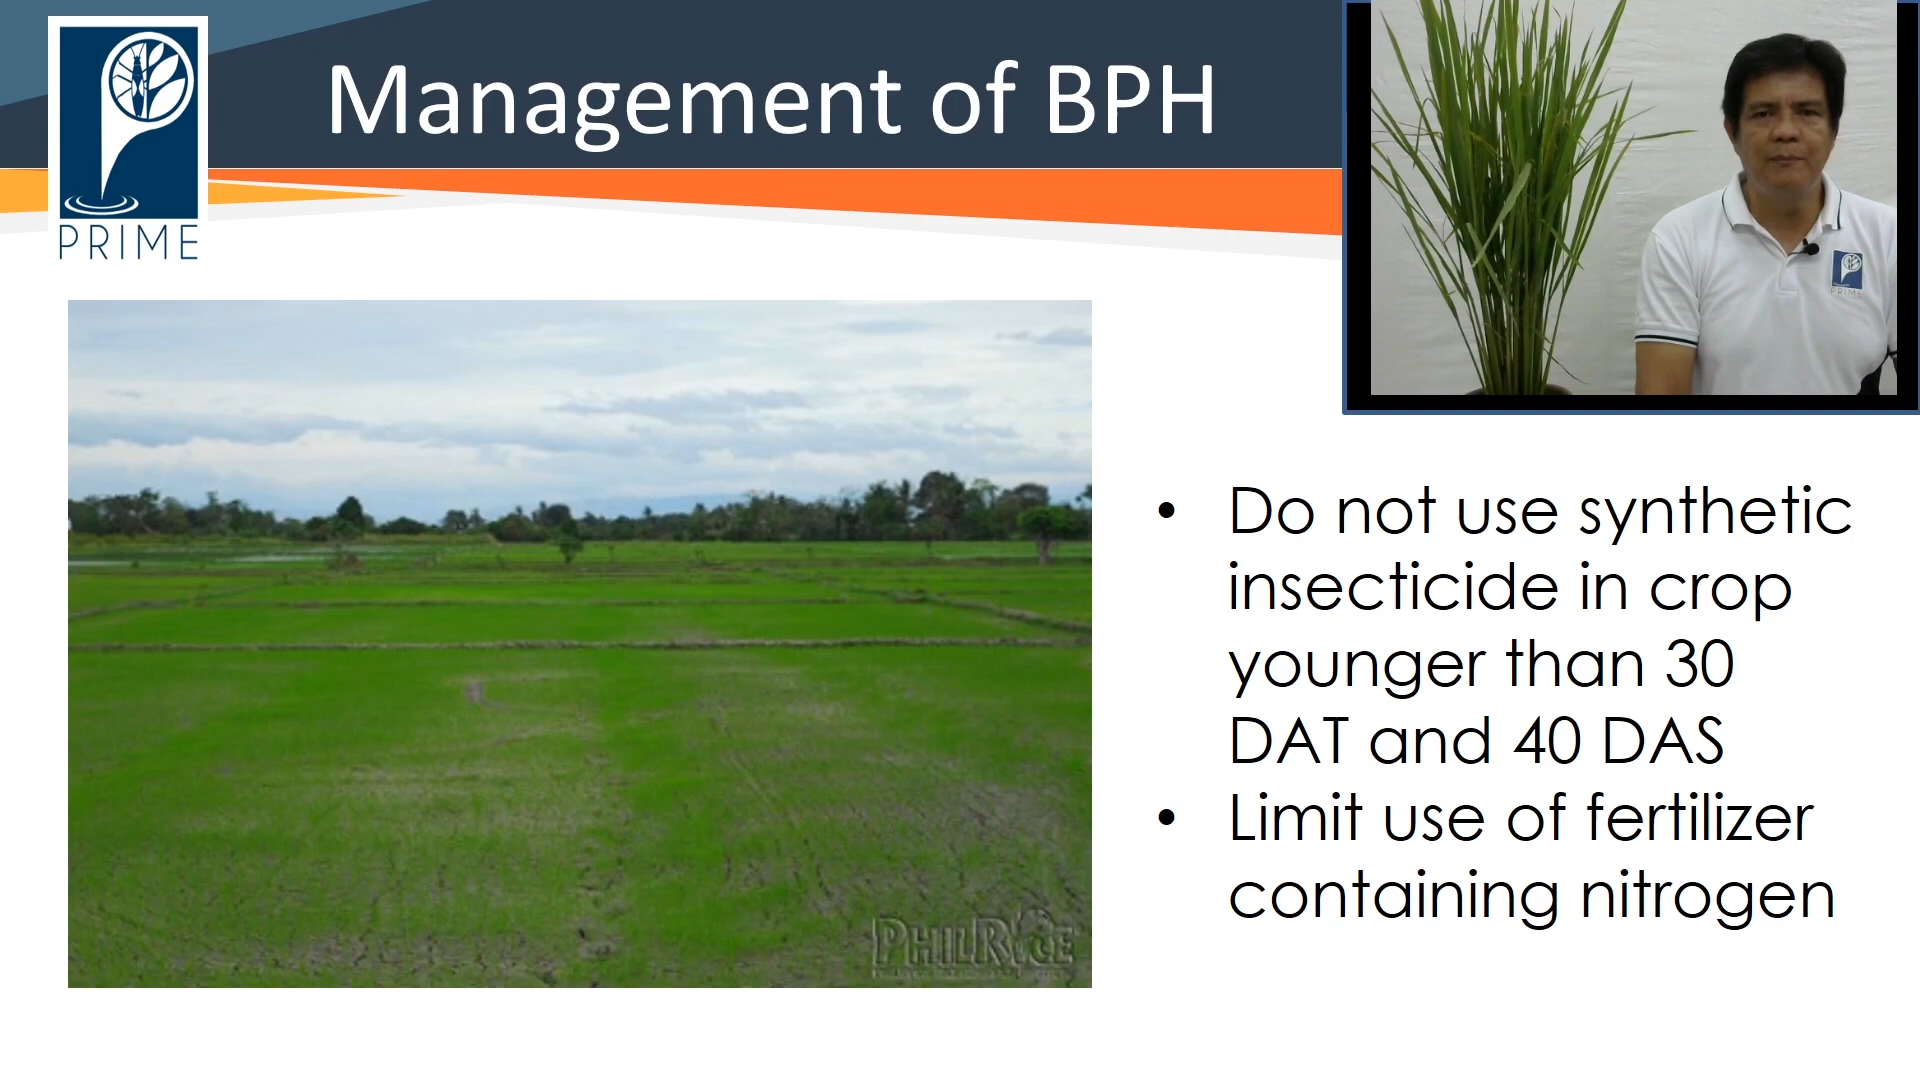 Management of BPH
PRIME
• Do not use synthetic
insecticide in crop
younger than 30
DAT and 40 DAS
• Limit use of fertilizer
containing nitrogen
PHILRICE
PRIME